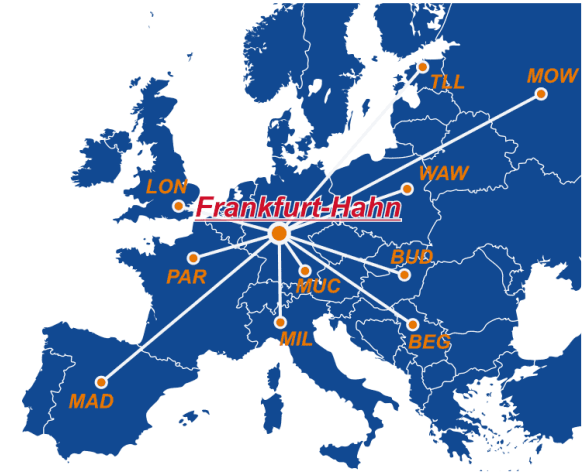 TLL
MOW
WAW
LON
Frankfurt-Hahn
BUD
PAR
MUC
MIL
BEG
MAD